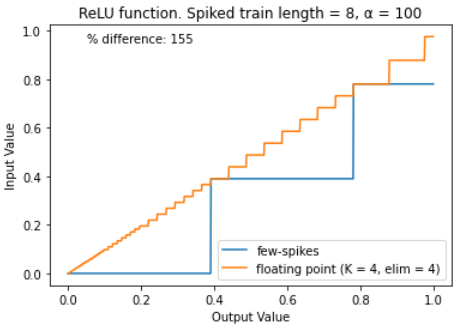 ReLU function. Spiked train length = 8, α = 100
% difference: 155
1.0
0.8
0.6
0.4
0.2
0.0
Input Value
few-spikes
floating point (K = 4, elim = 4)
0.0 0.2 0.4 0.6 0.8 1.0
Output Value